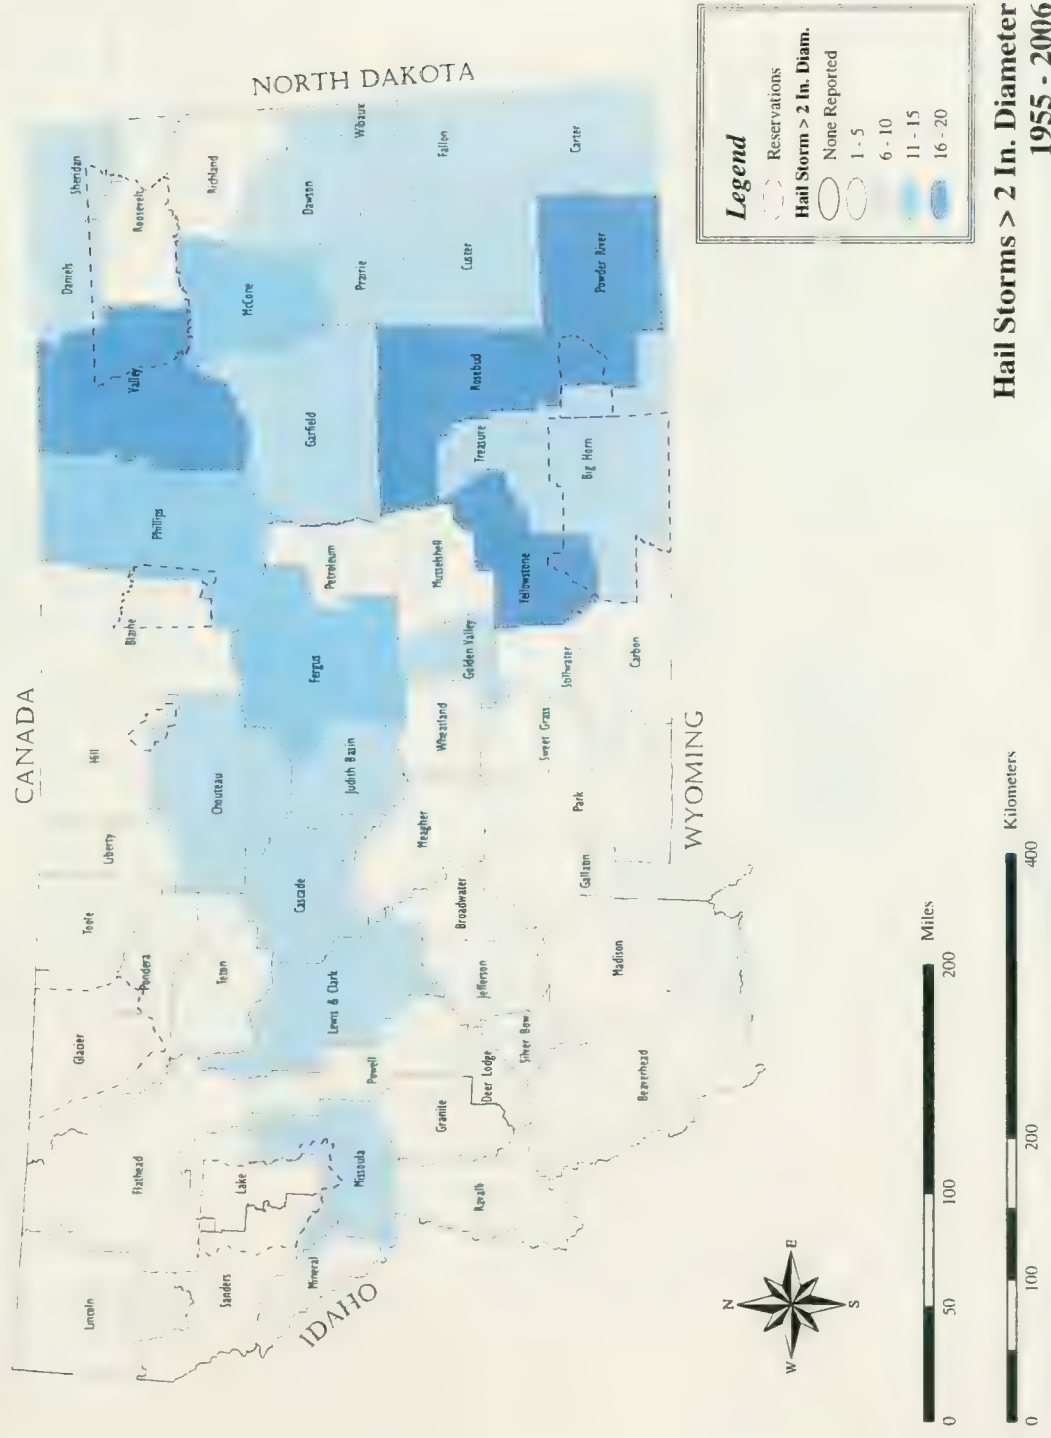 CANADA
NORTH DAKOTA
WYOMING
IDAHO
Lincoln
Flathead
Glacier
Toole
Liberty
Hill
Blaine
Phillips
Valley
Daniels
Sheridan
Roosevelt
Richland
McCone
Dawson
Wibaux
Prairie
Fallon
Custer
Carter
Powder River
Rosebud
Treasure
Big Horn
Garfield
Petroleum
Musselshell
Yellowstone
Golden Valley
Stillwater
Carbon
Fergus
Judith Basin
Wheatland
Sweet Grass
Park
Chouteau
Cascade
Meagher
Gallatin
Broadwater
Pondera
Teton
Lewis & Clark
Jefferson
Madison
Silver Bow
Deer Lodge
Beaverhead
Powell
Granite
Missoula
Ravalli
Lake
Sanders
Mineral
Legend
Reservations
Hail Storm > 2 In. Diam.
None Reported
1 - 5
6 - 10
11 - 15
16 - 20
Hail Storms > 2 In. Diameter
1955 - 2006
N
W
E
S
Miles
0
50
100
200
Kilometers
0
100
200
400